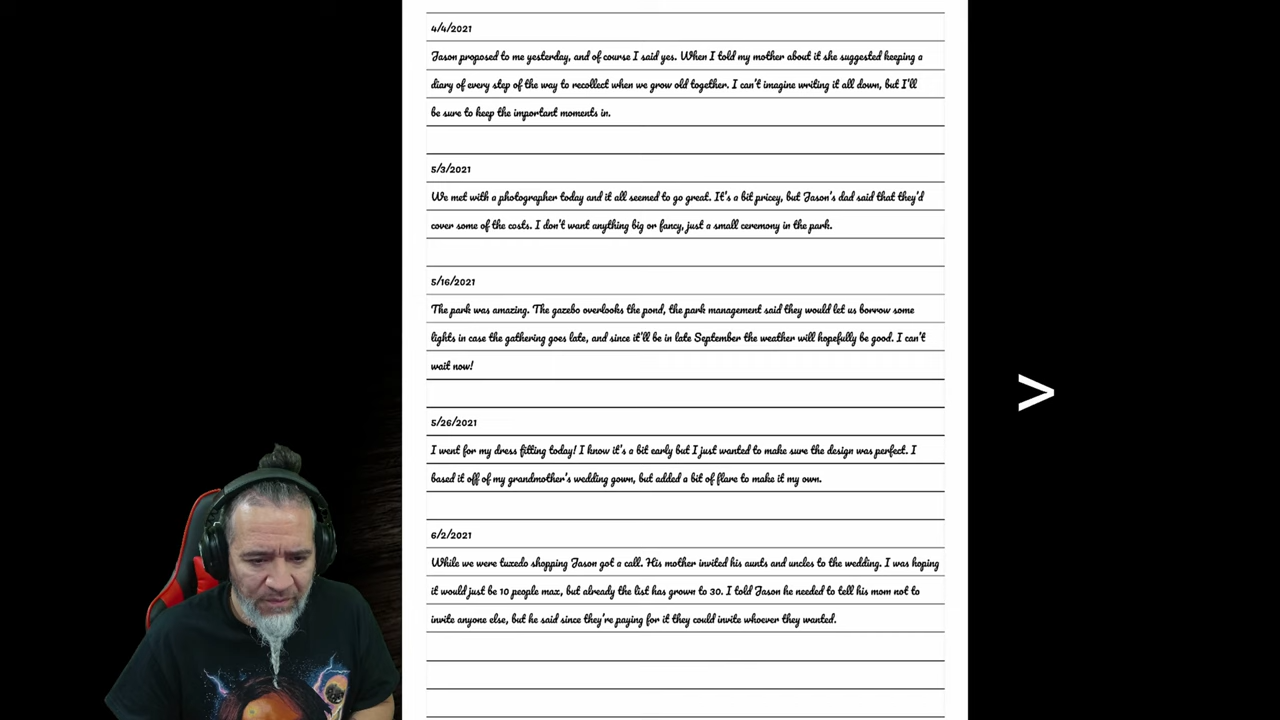 4/4/2021
Jason proposed to me yesterday, and of course I said yes. When I told my mother about it she suggested keeping a
diary of every step of the way to recollect when we grow old together. I can't imagine writing it all down, but I'll
be sure to keep the important moments in.
5/3/2021
We met with a photographer today and it all seemed to go great. It's a bit pricey, but Jason's dad said that they'd
cover some of the costs. I don't want anything big or fancy, just a small ceremony in the park.
5/16/2021
The park was amazing. The gazebo overlooks the pond, the park management said they would let us borrow some
lights in case the gathering goes late, and since it'll be in late September the weather will hopefully be good. I can't
wait now!
5/26/2021
I went for my dress fitting today! I know it's a bit early but I just wanted to make sure the design was perfect. I
based it off of my grandmother's wedding gown, but added a bit of flare to make it my own.
6/2/2021
While we were tuxedo shopping Jason got a call. His mother invited his aunts and uncles to the wedding. I was hoping
it would just be 10 people max, but already the list has grown to 30. I told Jason he needed to tell his mom not to
invite anyone else, but he said since they're paying for it they could invite whoever they wanted.
>